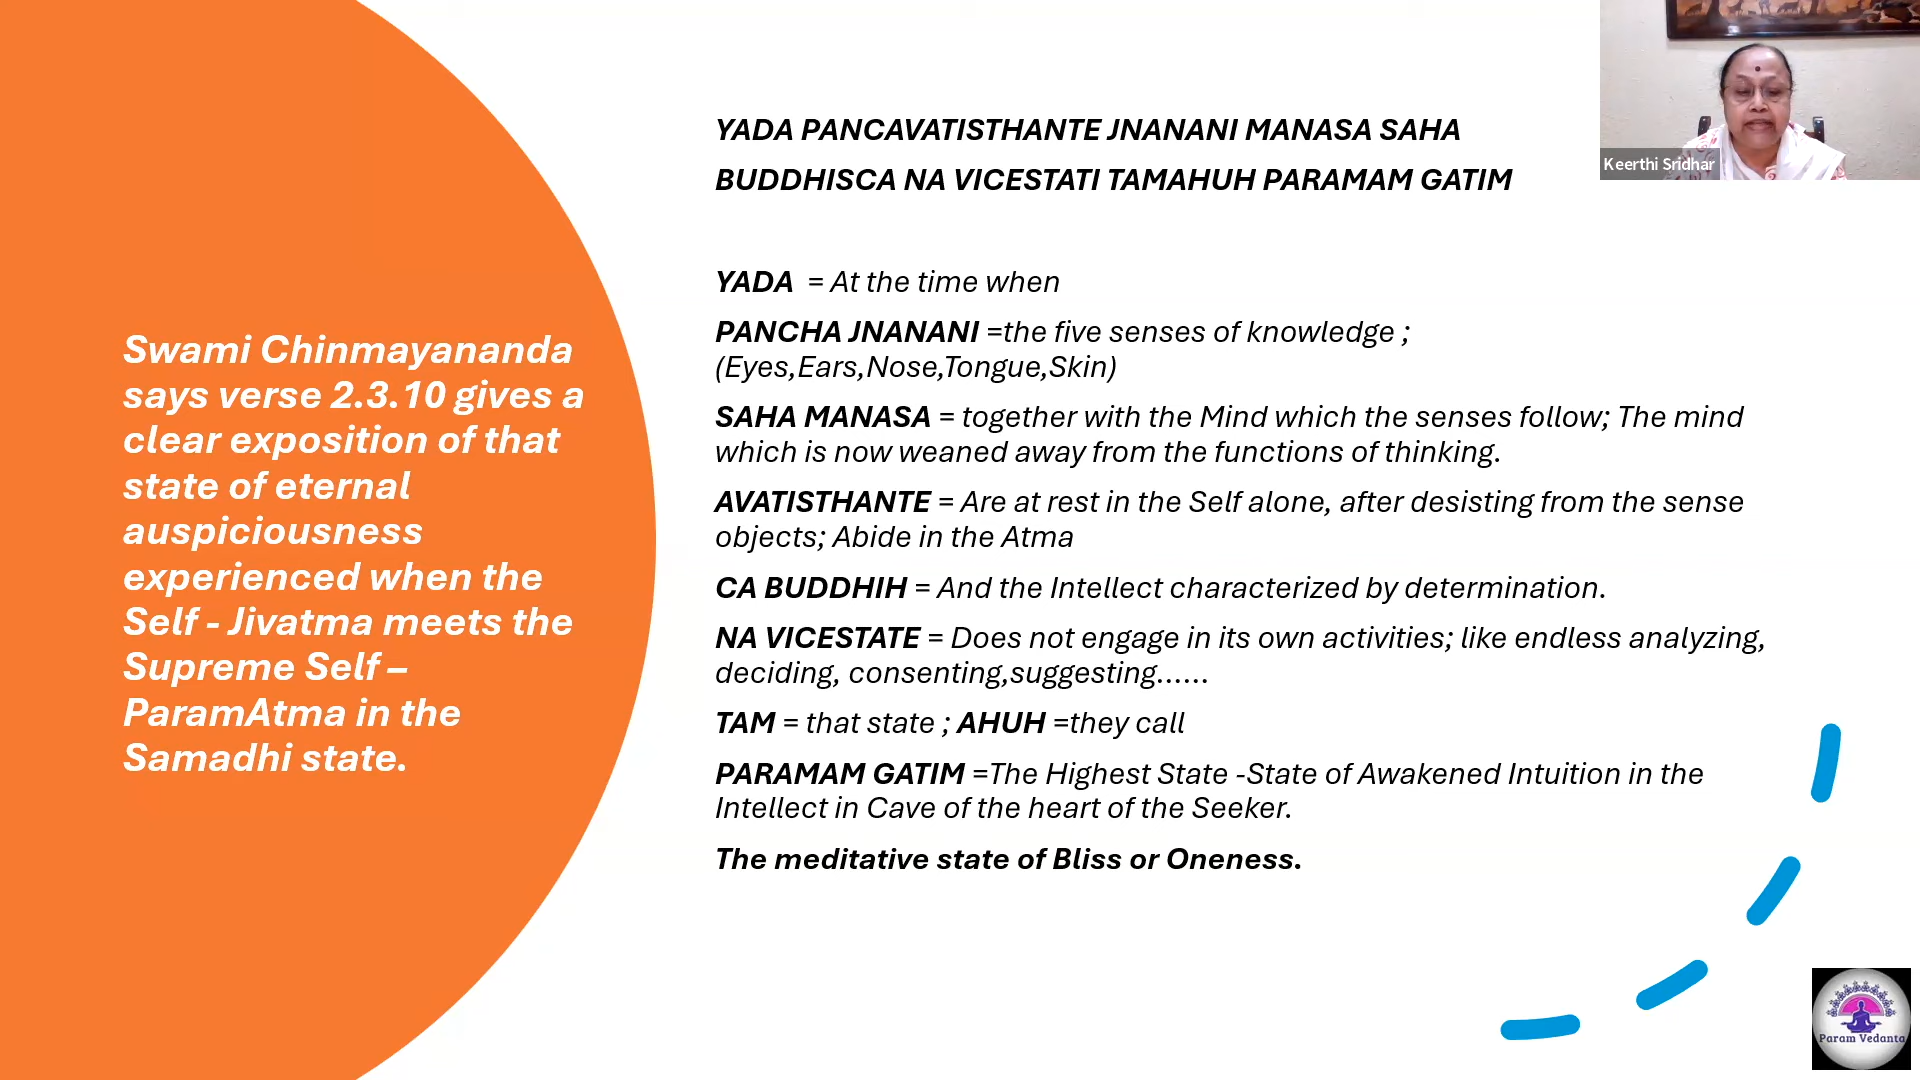 Swami Chinmayananda
says verse 2.3.10 gives a
clear exposition of that
state of eternal
auspiciousness
experienced when the
Self - Jivatma meets the
Supreme Self –
ParamAtma in the
Samadhi state.
YADA PANCAVATISTHANTE JNANANI MANASA SAHA
BUDDHISCA NA VICESTATI TAMAHUH PARAMAM GATIM
YADA = At the time when
PANCHA JNANANI =the five senses of knowledge ;
(Eyes,Ears,Nose,Tongue,Skin)
SAHA MANASA = together with the Mind which the senses follow; The mind
which is now weaned away from the functions of thinking.
AVATISTHANTE = Are at rest in the Self alone, after desisting from the sense
objects; Abide in the Atma
CA BUDDHIH = And the Intellect characterized by determination.
NA VICESTATE = Does not engage in its own activities; like endless analyzing,
deciding, consenting,suggesting......
TAM = that state ; AHUH =they call
PARAMAM GATIM =The Highest State -State of Awakened Intuition in the
Intellect in Cave of the heart of the Seeker.
The meditative state of Bliss or Oneness.
Keerthi Sridhar
Param Vedanta